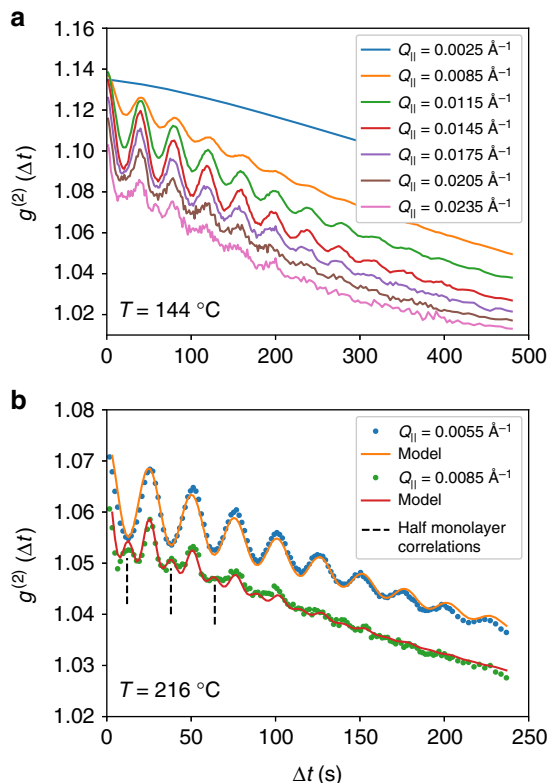 a
1.16
1.14
1.12
1.10
1.08
1.06
1.04
1.02
g⁽²⁾ (Δt)
Q|| = 0.0025 Å⁻¹
Q|| = 0.0085 Å⁻¹
Q|| = 0.0115 Å⁻¹
Q|| = 0.0145 Å⁻¹
Q|| = 0.0175 Å⁻¹
Q|| = 0.0205 Å⁻¹
Q|| = 0.0235 Å⁻¹
T = 144 °C
0 100 200 300 400 500
b
1.08
1.07
1.06
1.05
1.04
1.03
1.02
g⁽²⁾ (Δt)
Q|| = 0.0055 Å⁻¹
Model
Q|| = 0.0085 Å⁻¹
Model
Half monolayer
correlations
T = 216 °C
0 50 100 150 200 250
Δt (s)